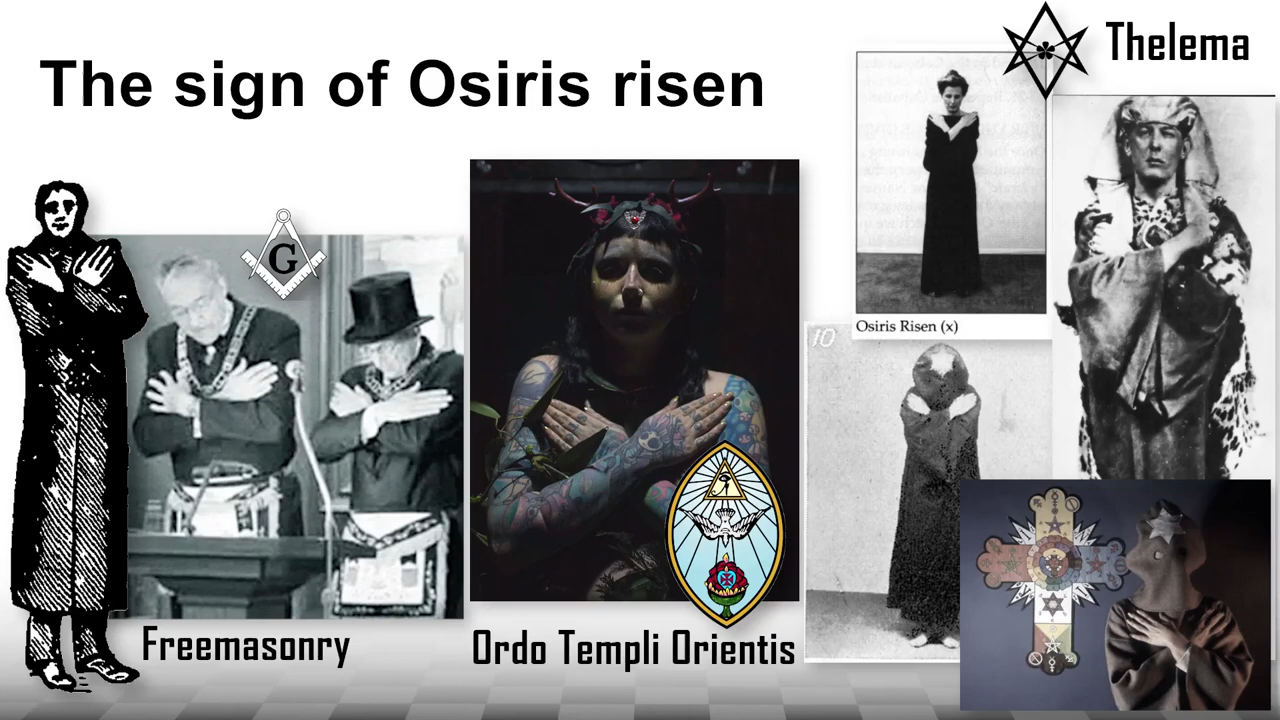 The sign of Osiris risen
Thelema
G
Osiris Risen (x)
10
Freemasonry
Ordo Templi Orientis